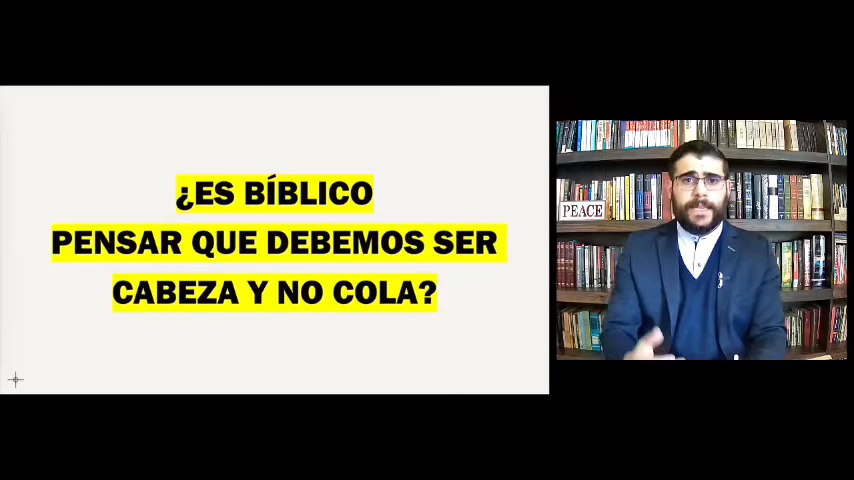 ¿ES BÍBLICO
PENSAR QUE DEBEMOS SER
CABEZA Y NO COLA?
PEACE